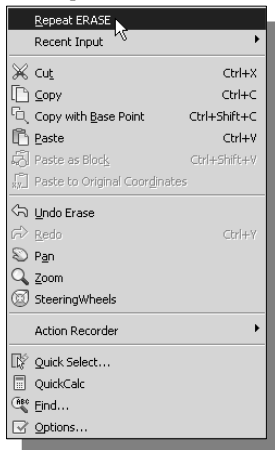 Repeat ERASE
Recent Input
Cut Ctrl+X
Copy Ctrl+C
Copy with Base Point Ctrl+Shift+C
Paste Ctrl+V
Paste as Block Ctrl+Shift+V
Paste to Original Coordinates
Undo Erase
Redo Ctrl+Y
Pan
Zoom
SteeringWheels
Action Recorder
Quick Select...
QuickCalc
Find...
Options...